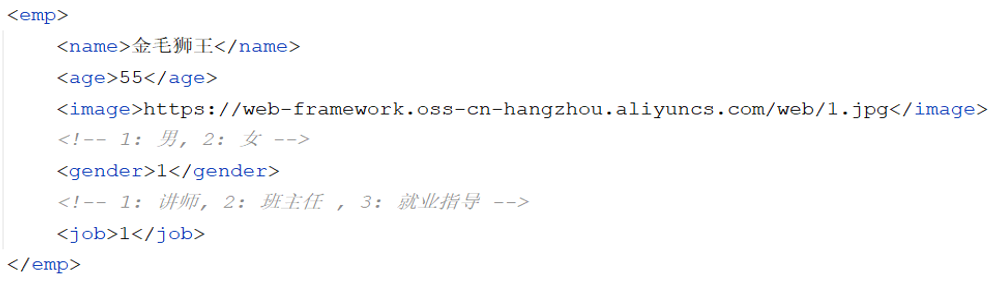 <emp>
<name>金毛狮王</name>
<age>55</age>
<image>https://web-framework.oss-cn-hangzhou.aliyuncs.com/web/1.jpg</image>
<!-- 1: 男, 2: 女 -->
<gender>1</gender>
<!-- 1: 讲师, 2: 班主任 , 3: 就业指导 -->
<job>1</job>
</emp>